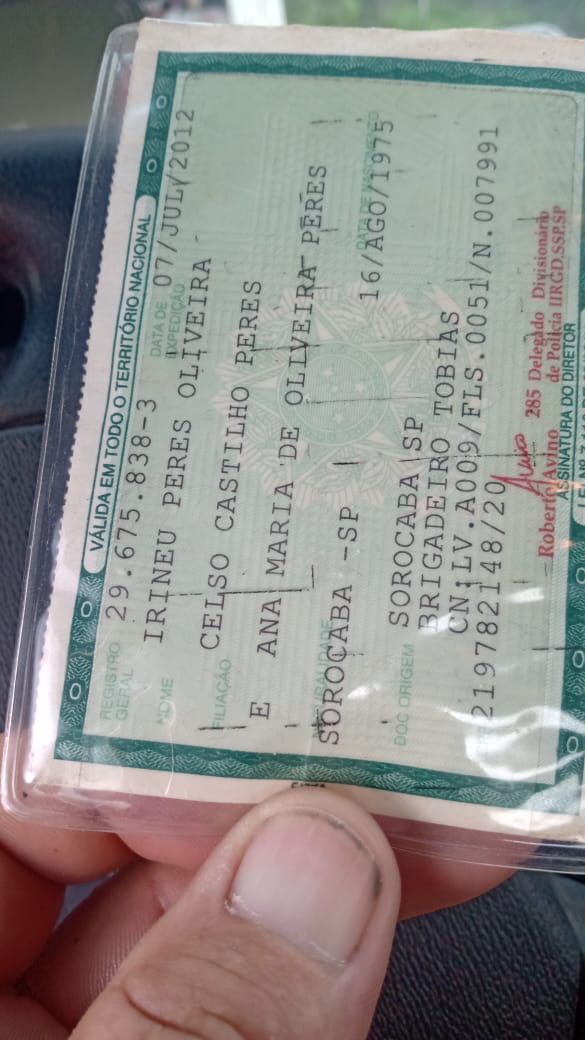 VÁLIDA EM TODO O TERRITÓRIO NACIONAL
REGISTRO GERAL 29.675.838-3 DATA DE EXPEDIÇÃO 07/JUL/2012
NOME IRINEU PERES OLIVEIRA
FILIAÇÃO CELSO CASTILHO PERES
E ANA MARIA DE OLIVEIRA PERES
NATURALIDADE DATA DE NASCIMENTO
SOROCABA -SP 16/AGO/1975
DOC ORIGEM SOROCABA SP
BRIGADEIRO TOBIAS
CN:LV.A009/FLS.0051/N.007991
219782148/20
Roberto Avino 285 Delegado Divisionário
de Polícia IIRGD.SSP.SP
ASSINATURA DO DIRETOR